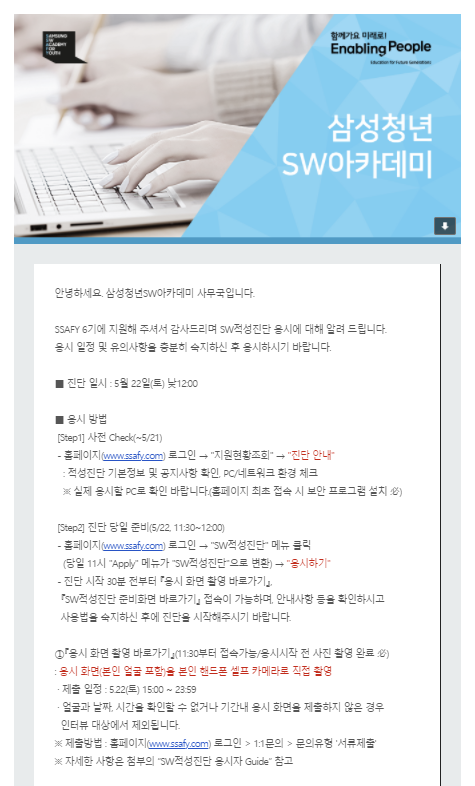 SAMSUNG
SW
ACADEMY
FOR
YOUTH
함께가요 미래로!
Enabling People
Education for Future Generations
삼성청년
SW아카데미
안녕하세요. 삼성청년SW아카데미 사무국입니다.
SSAFY 6기에 지원해 주셔서 감사드리며 SW적성진단 응시에 대해 알려 드립니다.
응시 일정 및 유의사항을 충분히 숙지하신 후 응시하시기 바랍니다.
■ 진단 일시 : 5월 22일(토) 낮12:00
■ 응시 방법
[Step1] 사전 Check(~5/21)
- 홈페이지(www.ssafy.com) 로그인 → "지원현황조회" → "진단 안내"
: 적성진단 기본정보 및 공지사항 확인, PC/네트워크 환경 체크
※ 실제 응시할 PC로 확인 바랍니다.(홈페이지 최초 접속 시 보안 프로그램 설치 必)
[Step2] 진단 당일 준비(5/22, 11:30~12:00)
- 홈페이지(www.ssafy.com) 로그인 → "SW적성진단" 메뉴 클릭
(당일 11시 "Apply" 메뉴가 "SW적성진단"으로 변환) → "응시하기"
- 진단 시작 30분 전부터 『응시 화면 촬영 바로가기』,
『SW적성진단 준비화면 바로가기』 접속이 가능하며, 안내사항 등을 확인하시고
사용법을 숙지하신 후에 진단을 시작해주시기 바랍니다.
①『응시 화면 촬영 바로가기』(11:30부터 접속가능/응시시작 전 사진 촬영 완료 必)
: 응시 화면(본인 얼굴 포함)을 본인 핸드폰 셀프 카메라로 직접 촬영
· 제출 일정 : 5.22(토) 15:00 ~ 23:59
· 얼굴과 날짜, 시간을 확인할 수 없거나 기간내 응시 화면을 제출하지 않은 경우
인터뷰 대상에서 제외됩니다.
※ 제출방법 : 홈페이지(www.ssafy.com) 로그인 > 1:1문의 > 문의유형 '서류제출'
※ 자세한 사항은 첨부의 "SW적성진단 응시자 Guide" 참고